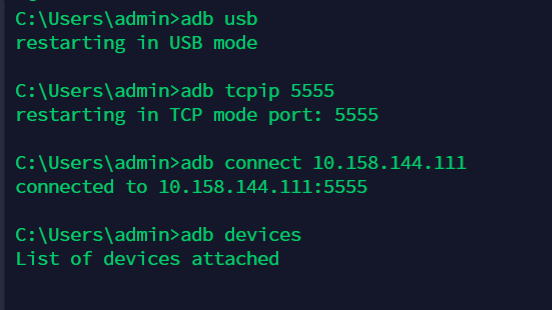 C:\Users\admin>adb usb
restarting in USB mode
C:\Users\admin>adb tcpip 5555
restarting in TCP mode port: 5555
C:\Users\admin>adb connect 10.158.144.111
connected to 10.158.144.111:5555
C:\Users\admin>adb devices
List of devices attached